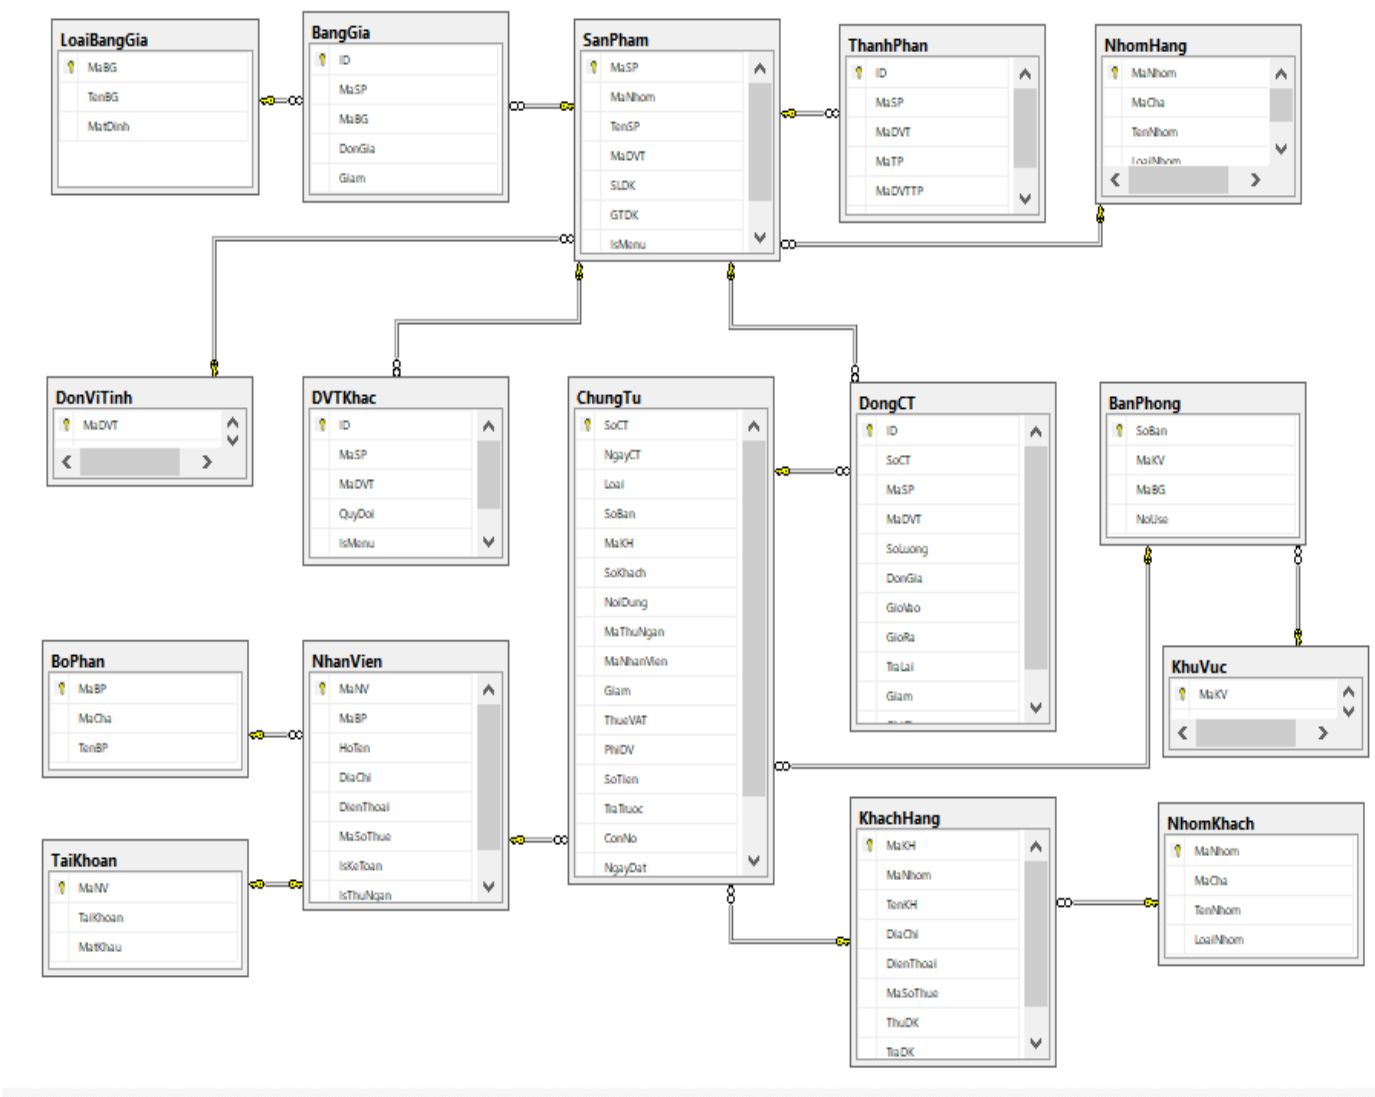 LoaiBangGia
MaBG
TenBG
MatDinh
BangGia
ID
MaSP
MaBG
DonGia
Giam
SanPham
MaSP
MaNhom
TenSP
MaDVT
SLDK
GTDK
IsMenu
ThanhPhan
ID
MaSP
MaDVT
MaTP
MaDVTTP
NhomHang
MaNhom
MaCha
TenNhom
LoaiNhom
DonViTinh
MaDVT
DVTKhac
ID
MaSP
MaDVT
QuyDoi
IsMenu
ChungTu
SoCT
NgayCT
Loai
SoBan
MaKH
SoKhach
NoiDung
MaThuNgan
MaNhanVien
Giam
ThueVAT
PhiDV
SoTien
TraTruoc
ConNo
NgayDat
DongCT
ID
SoCT
MaSP
MaDVT
SoLuong
DonGia
GioVao
GioRa
TraLai
Giam
BanPhong
SoBan
MaKV
MaBG
NoUse
BoPhan
MaBP
MaCha
TenBP
NhanVien
MaNV
MaBP
HoTen
DiaChi
DienThoai
MaSoThue
IsKeToan
IsThuNgan
KhuVuc
MaKV
TaiKhoan
MaNV
TaiKhoan
MatKhau
KhachHang
MaKH
MaNhom
TenKH
DiaChi
DienThoai
MaSoThue
ThuDK
TraDK
NhomKhach
MaNhom
MaCha
TenNhom
LoaiNhom